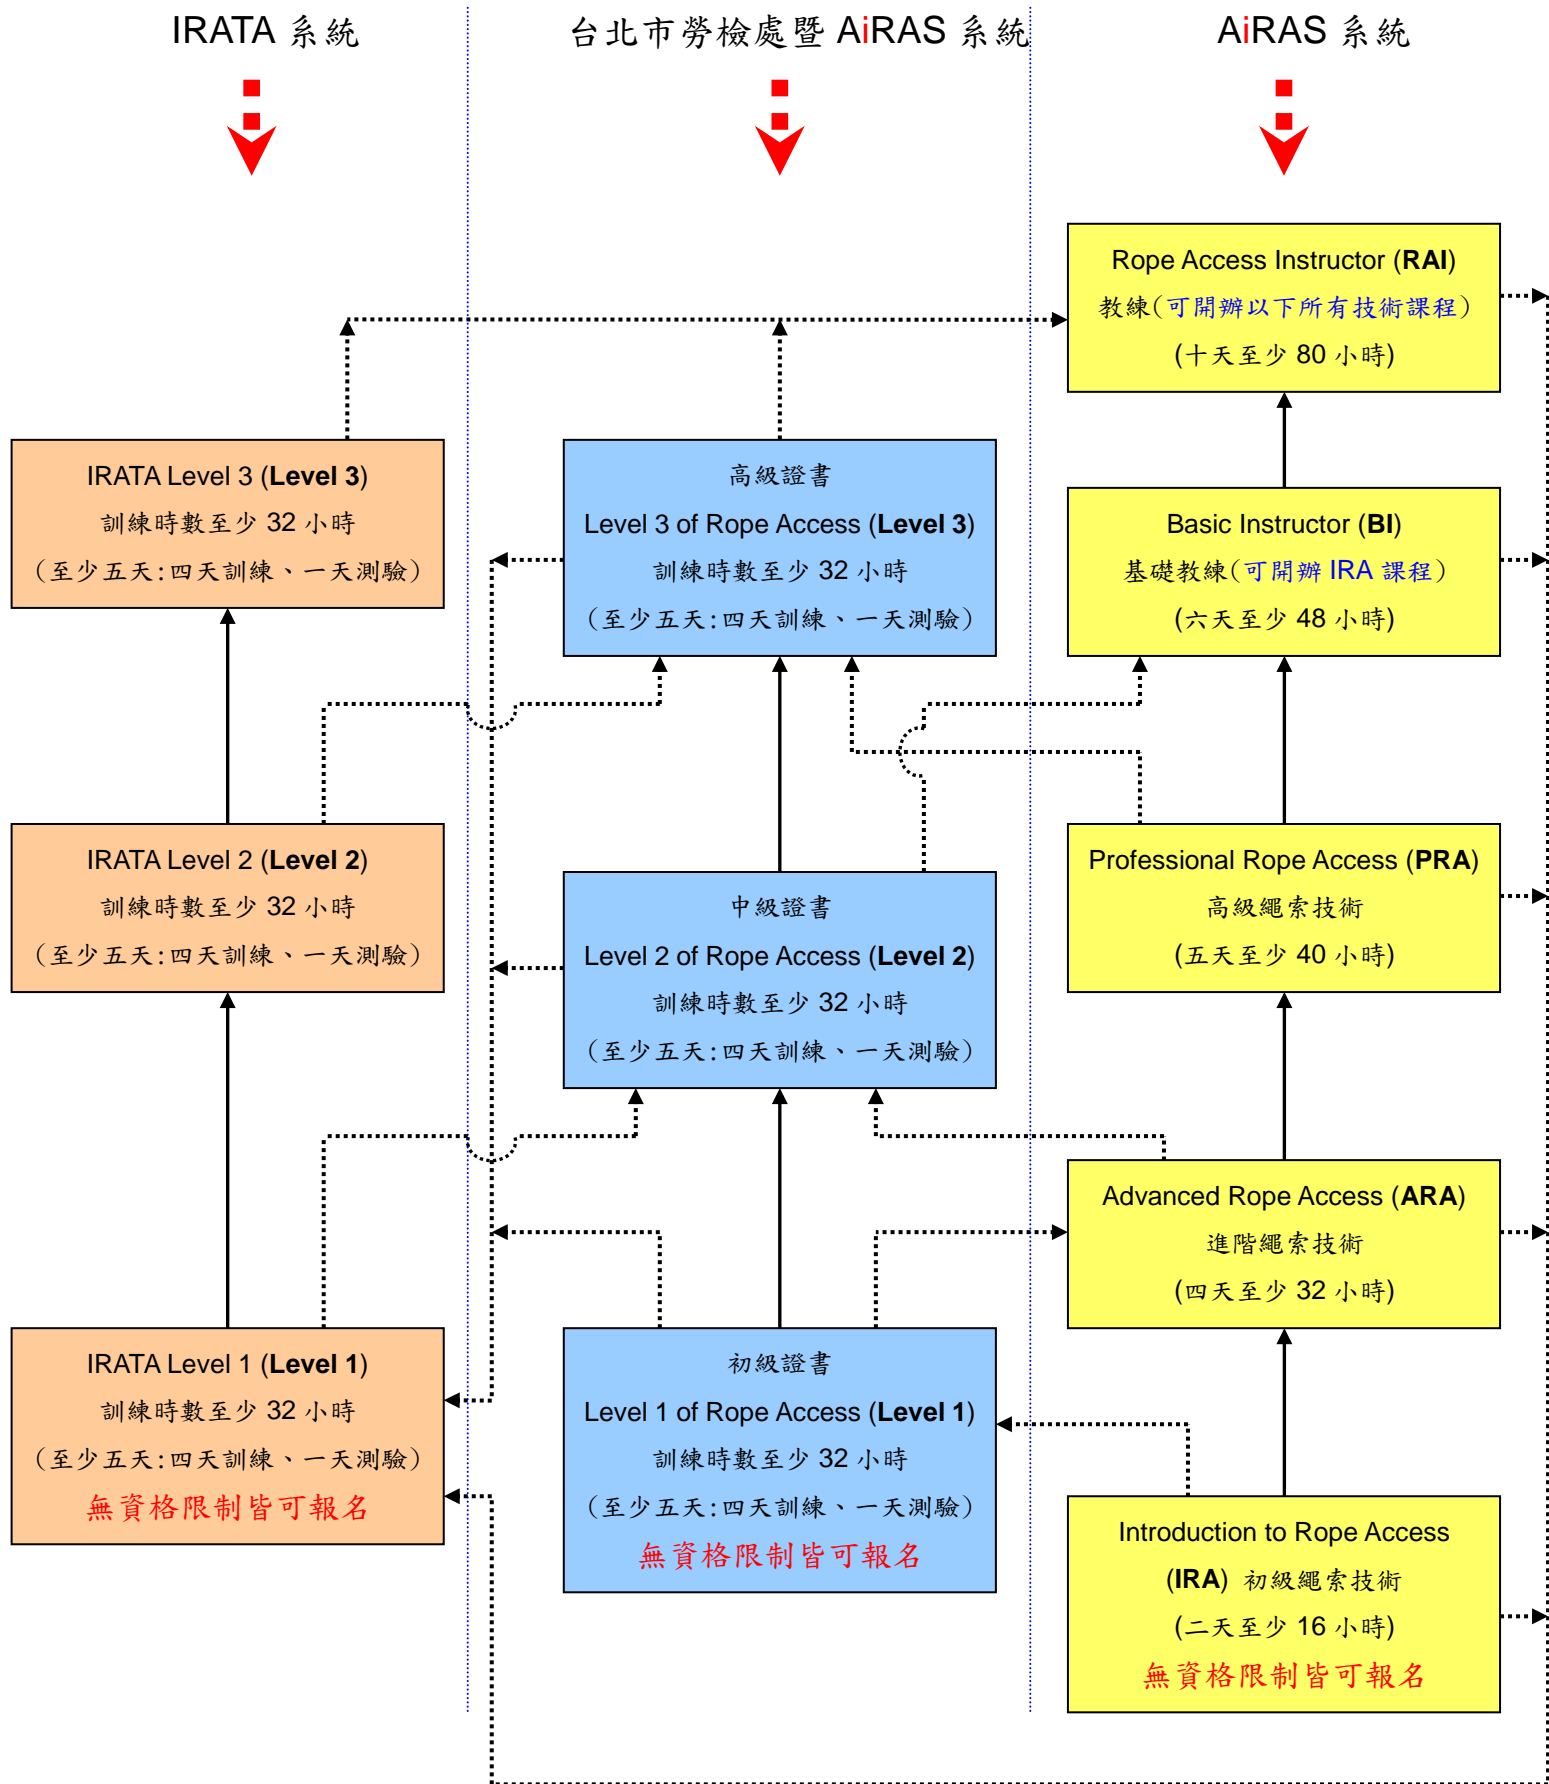 IRATA 系統
台北市勞檢處暨 AiRAS 系統
AiRAS 系統
Rope Access Instructor (RAI)
教練(可開辦以下所有技術課程)
(十天至少 80 小時)
IRATA Level 3 (Level 3)
訓練時數至少 32 小時
(至少五天:四天訓練、一天測驗)
高級證書
Level 3 of Rope Access (Level 3)
訓練時數至少 32 小時
(至少五天:四天訓練、一天測驗)
Basic Instructor (BI)
基礎教練(可開辦 IRA 課程)
(六天至少 48 小時)
IRATA Level 2 (Level 2)
訓練時數至少 32 小時
(至少五天:四天訓練、一天測驗)
中級證書
Level 2 of Rope Access (Level 2)
訓練時數至少 32 小時
(至少五天:四天訓練、一天測驗)
Professional Rope Access (PRA)
高級繩索技術
(五天至少 40 小時)
Advanced Rope Access (ARA)
進階繩索技術
(四天至少 32 小時)
IRATA Level 1 (Level 1)
訓練時數至少 32 小時
(至少五天:四天訓練、一天測驗)
無資格限制皆可報名
初級證書
Level 1 of Rope Access (Level 1)
訓練時數至少 32 小時
(至少五天:四天訓練、一天測驗)
無資格限制皆可報名
Introduction to Rope Access
(IRA) 初級繩索技術
(二天至少 16 小時)
無資格限制皆可報名